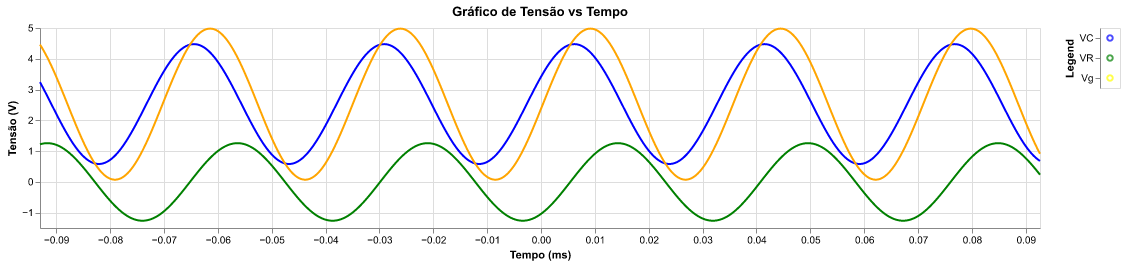 Gráfico de Tensão vs Tempo
5
4
3
2
1
0
−1
Tensão (V)
−0.09 −0.08 −0.07 −0.06 −0.05 −0.04 −0.03 −0.02 −0.01 0.00 0.01 0.02 0.03 0.04 0.05 0.06 0.07 0.08 0.09
Tempo (ms)
Legend
VC
VR
Vg